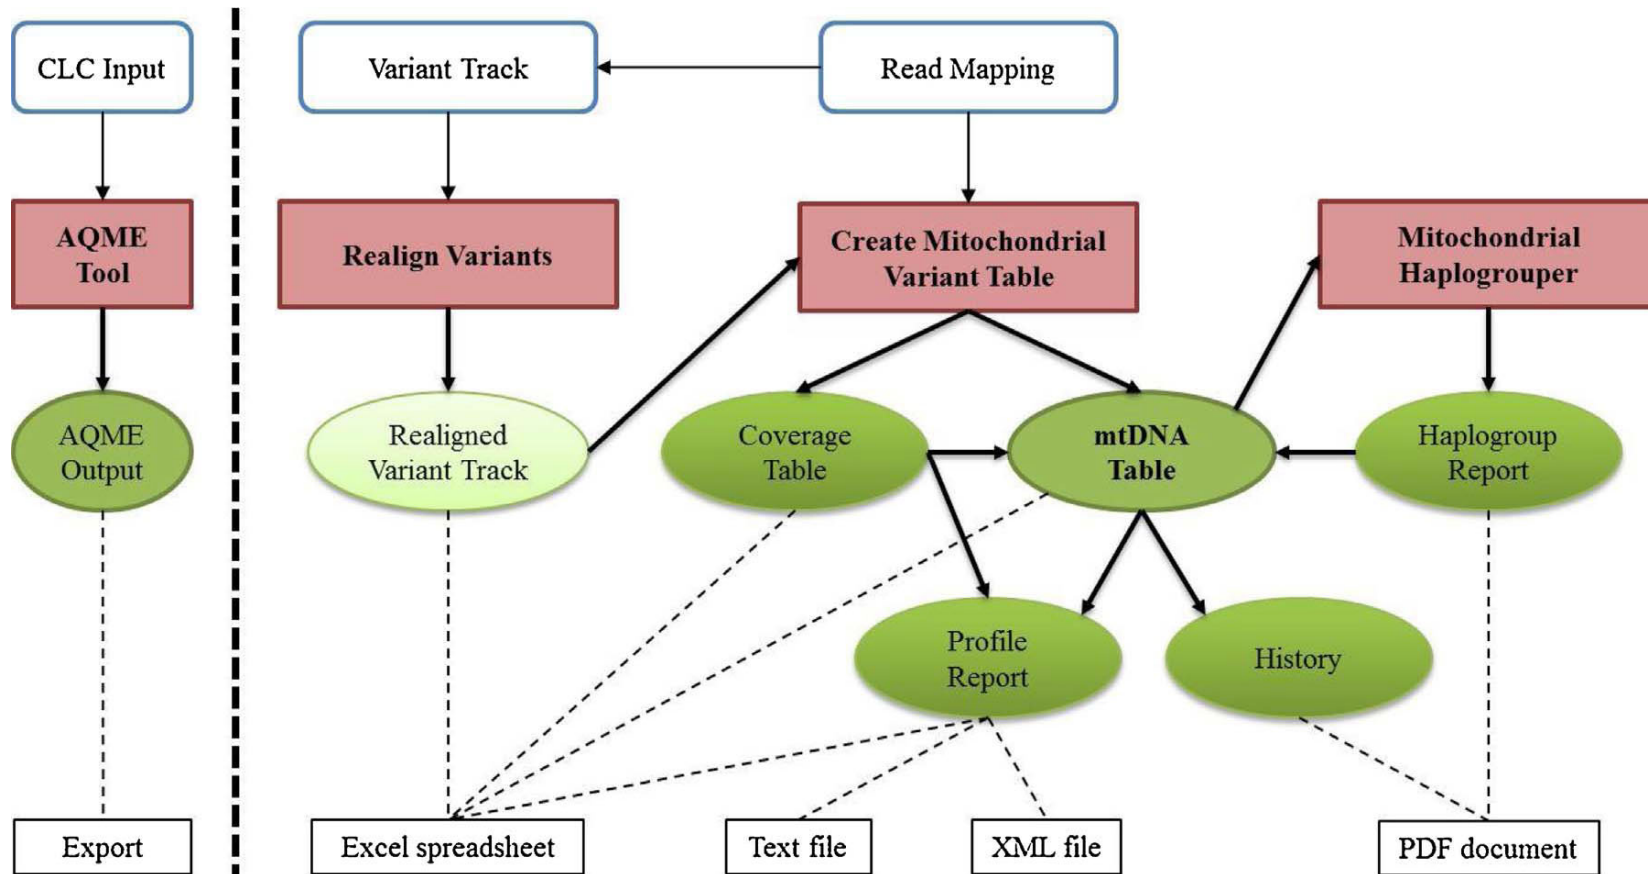 CLC Input
Variant Track
Read Mapping
AQME
Tool
Realign Variants
Create Mitochondrial
Variant Table
Mitochondrial
Haplogrouper
AQME
Output
Realigned
Variant Track
Coverage
Table
mtDNA
Table
Haplogroup
Report
Profile
Report
History
Export
Excel spreadsheet
Text file
XML file
PDF document